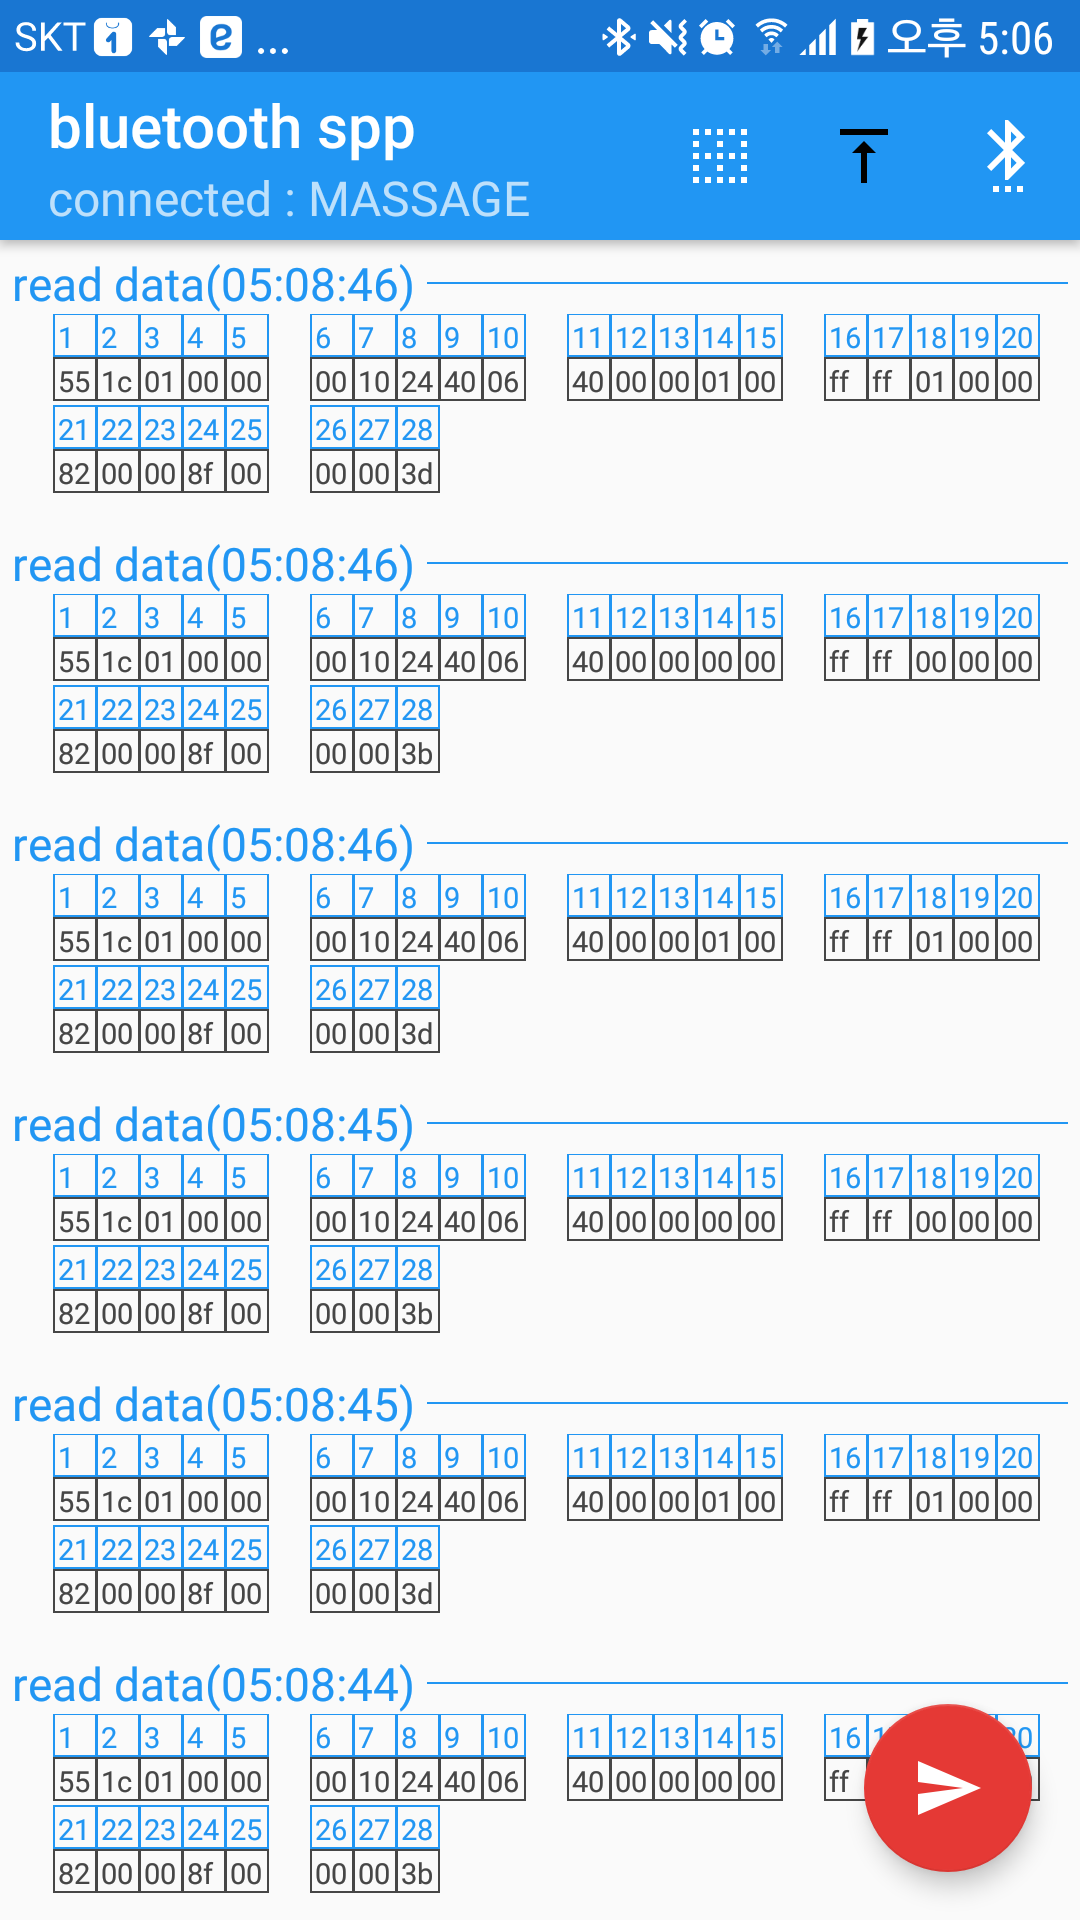 SKT 1 e ... 오후 5:06
bluetooth spp
connected : MASSAGE
read data(05:08:46)
1 2 3 4 5 6 7 8 9 10 11 12 13 14 15 16 17 18 19 20
55 1c 01 00 00 00 10 24 40 06 40 00 00 01 00 ff ff 01 00 00
21 22 23 24 25 26 27 28
82 00 00 8f 00 00 00 3d
read data(05:08:46)
1 2 3 4 5 6 7 8 9 10 11 12 13 14 15 16 17 18 19 20
55 1c 01 00 00 00 10 24 40 06 40 00 00 00 00 ff ff 00 00 00
21 22 23 24 25 26 27 28
82 00 00 8f 00 00 00 3b
read data(05:08:46)
1 2 3 4 5 6 7 8 9 10 11 12 13 14 15 16 17 18 19 20
55 1c 01 00 00 00 10 24 40 06 40 00 00 01 00 ff ff 01 00 00
21 22 23 24 25 26 27 28
82 00 00 8f 00 00 00 3d
read data(05:08:45)
1 2 3 4 5 6 7 8 9 10 11 12 13 14 15 16 17 18 19 20
55 1c 01 00 00 00 10 24 40 06 40 00 00 00 00 ff ff 00 00 00
21 22 23 24 25 26 27 28
82 00 00 8f 00 00 00 3b
read data(05:08:45)
1 2 3 4 5 6 7 8 9 10 11 12 13 14 15 16 17 18 19 20
55 1c 01 00 00 00 10 24 40 06 40 00 00 01 00 ff ff 01 00 00
21 22 23 24 25 26 27 28
82 00 00 8f 00 00 00 3d
read data(05:08:44)
1 2 3 4 5 6 7 8 9 10 11 12 13 14 15 16
55 1c 01 00 00 00 10 24 40 06 40 00 00 00 00 ff
21 22 23 24 25 26 27 28
82 00 00 8f 00 00 00 3b